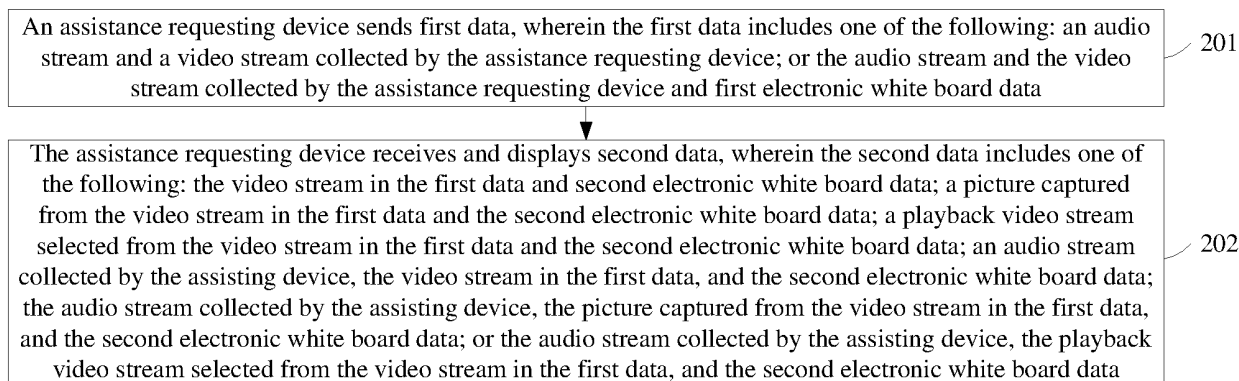 An assistance requesting device sends first data, wherein the first data includes one of the following: an audio
stream and a video stream collected by the assistance requesting device; or the audio stream and the video
stream collected by the assistance requesting device and first electronic white board data
201
The assistance requesting device receives and displays second data, wherein the second data includes one of
the following: the video stream in the first data and second electronic white board data; a picture captured
from the video stream in the first data and the second electronic white board data; a playback video stream
selected from the video stream in the first data and the second electronic white board data; an audio stream
collected by the assisting device, the video stream in the first data, and the second electronic white board data;
the audio stream collected by the assisting device, the picture captured from the video stream in the first data,
and the second electronic white board data; or the audio stream collected by the assisting device, the playback
video stream selected from the video stream in the first data, and the second electronic white board data
202